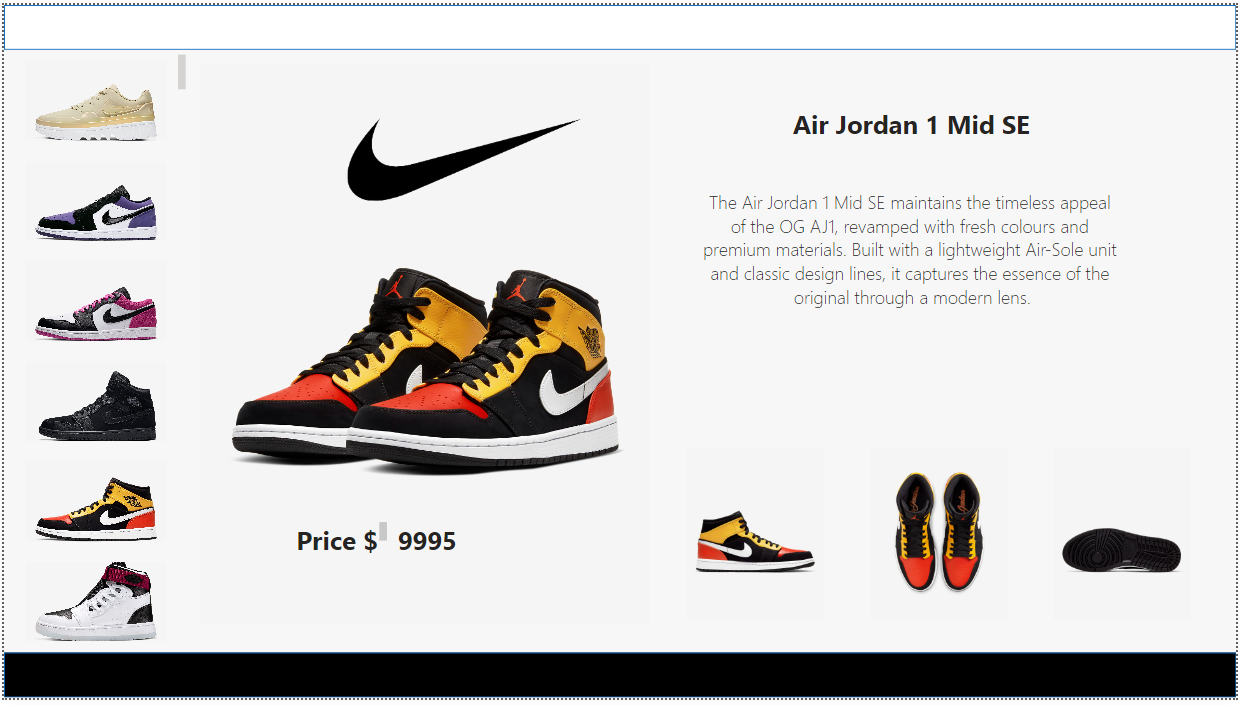 Air Jordan 1 Mid SE
The Air Jordan 1 Mid SE maintains the timeless appeal
of the OG AJ1, revamped with fresh colours and
premium materials. Built with a lightweight Air-Sole unit
and classic design lines, it captures the essence of the
original through a modern lens.
Price $ 9995